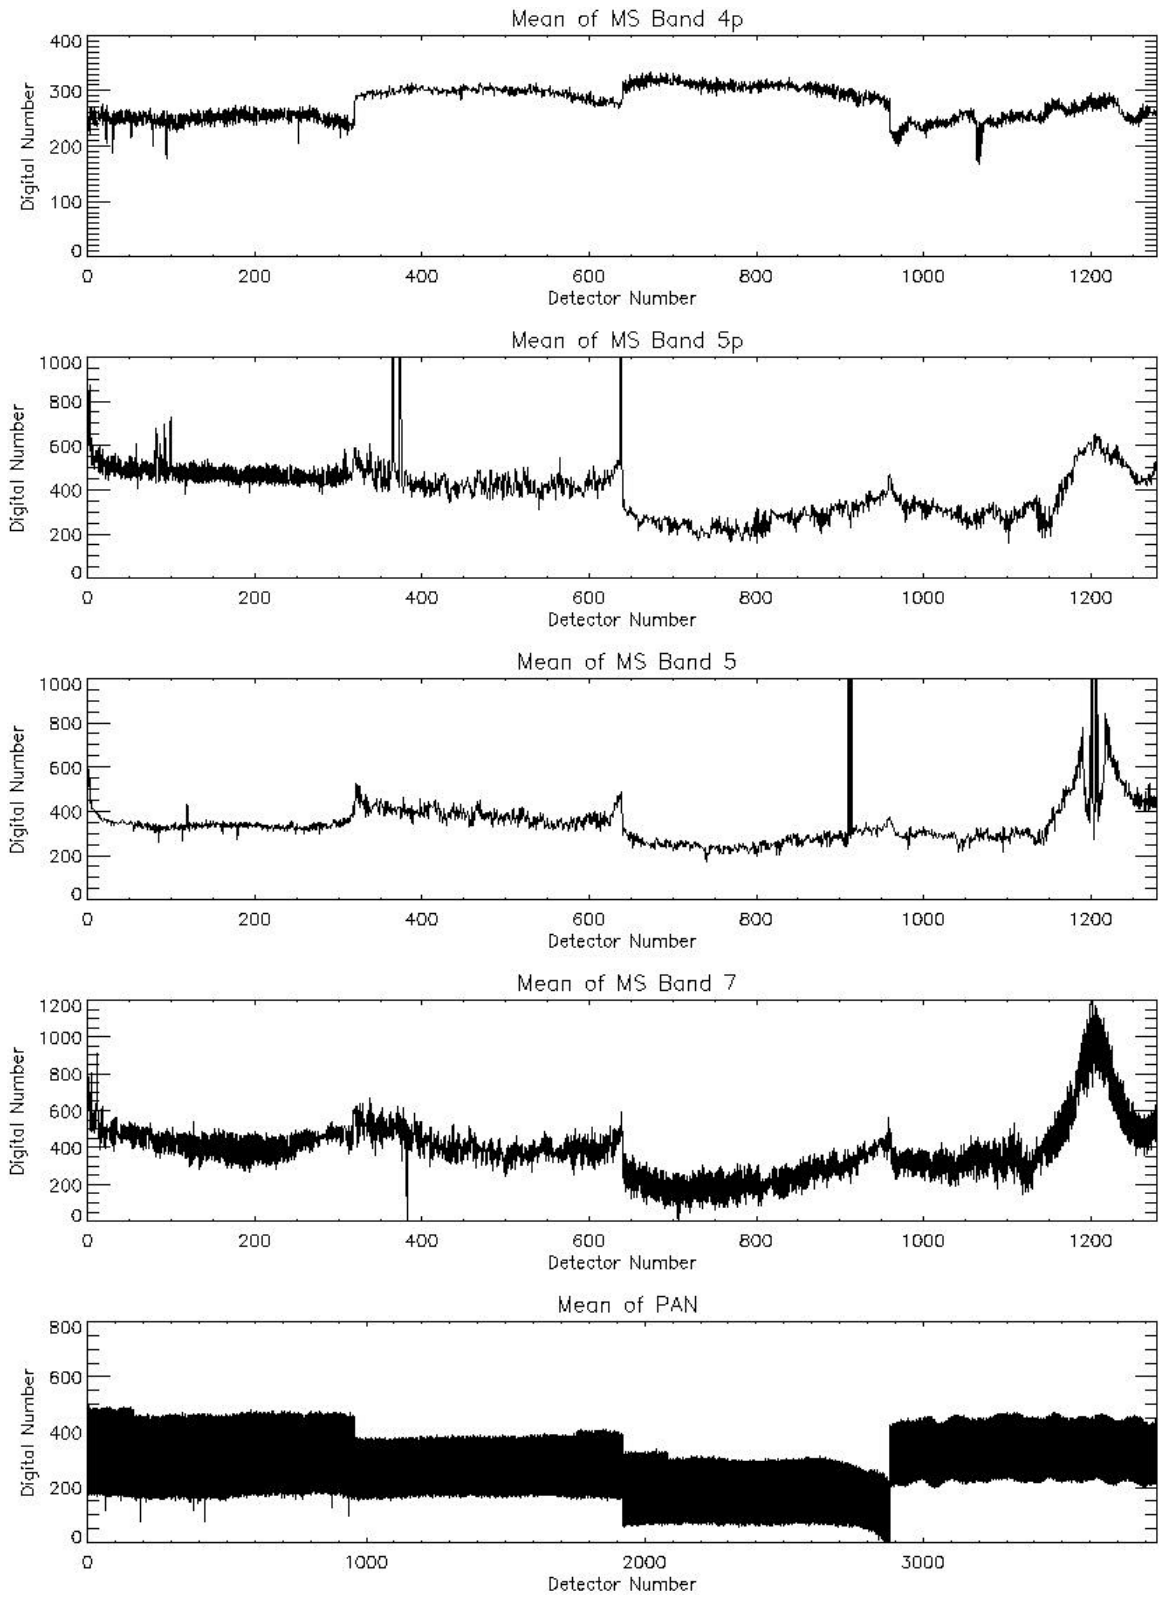 Mean of MS Band 4p
400
300
200
100
0
Digital Number
0 200 400 600 800 1000 1200
Detector Number
Mean of MS Band 5p
1000
800
600
400
200
0
Digital Number
0 200 400 600 800 1000 1200
Detector Number
Mean of MS Band 5
1000
800
600
400
200
0
Digital Number
0 200 400 600 800 1000 1200
Detector Number
Mean of MS Band 7
1200
1000
800
600
400
200
0
Digital Number
0 200 400 600 800 1000 1200
Detector Number
Mean of PAN
800
600
400
200
0
Digital Number
0 1000 2000 3000
Detector Number